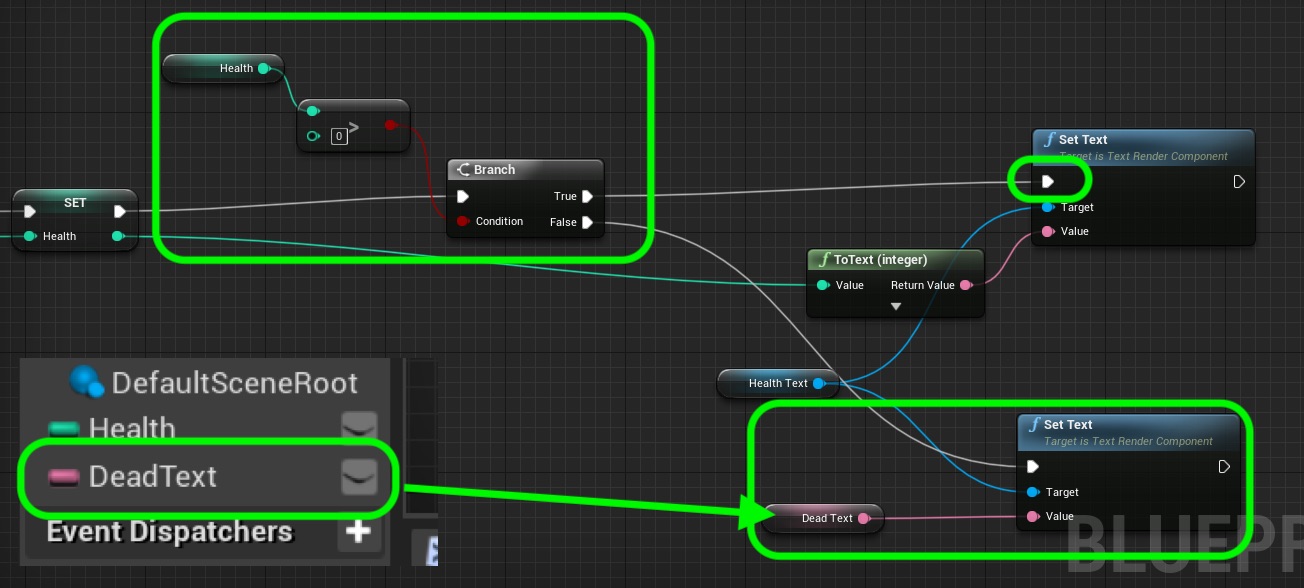 Health
0 >
Branch
True
Condition
False
SET
Health
f Set Text
Target is Text Render Component
Target
Value
f ToText (integer)
Value
Return Value
Health Text
DefaultSceneRoot
Health
DeadText
Event Dispatchers +
f Set Text
Target is Text Render Component
Target
Value
Dead Text
BLUEPR